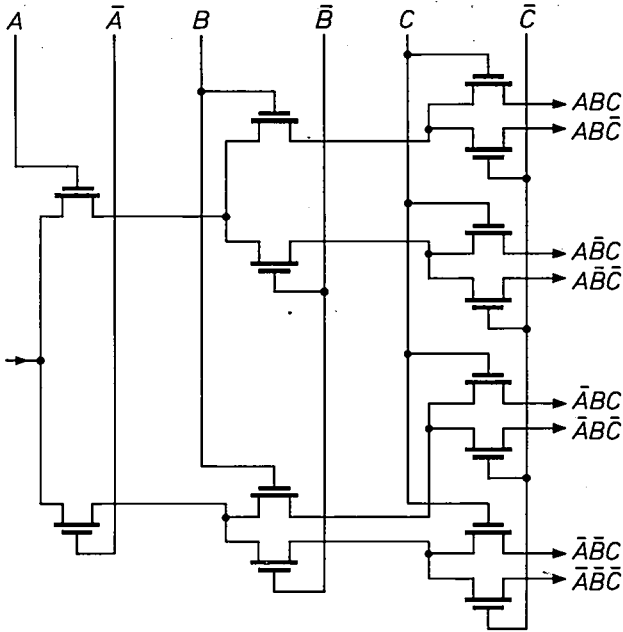 A Ā B B̄ C C̄
ABC
ABC̄
AB̄C
AB̄C̄
ĀBC
ĀBC̄
ĀB̄C
ĀB̄C̄